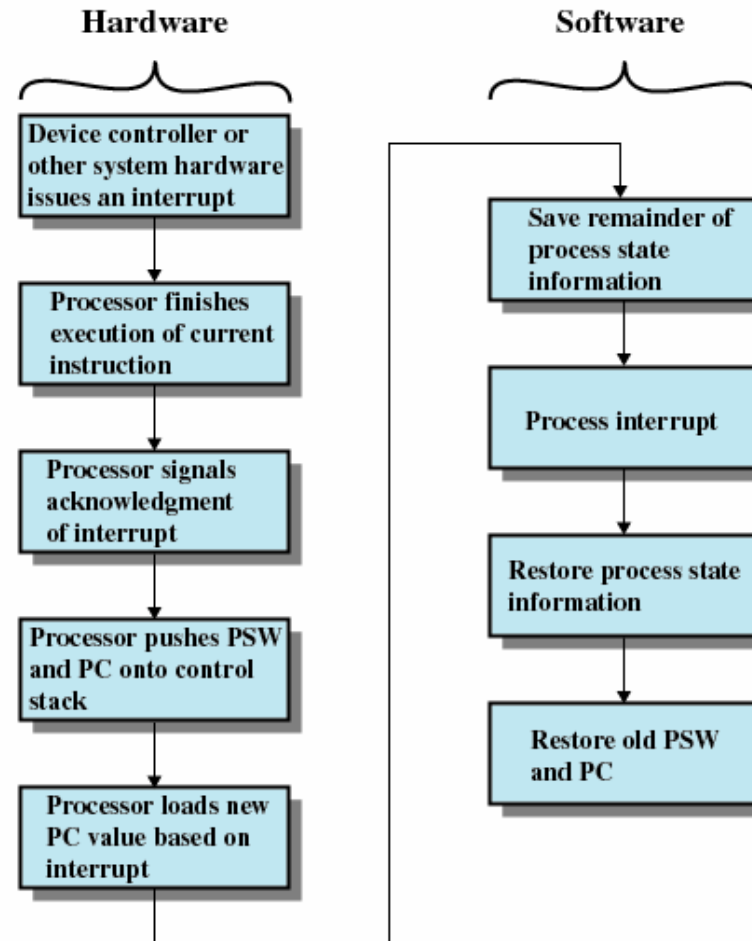 Hardware
Device controller or
other system hardware
issues an interrupt
Processor finishes
execution of current
instruction
Processor signals
acknowledgment
of interrupt
Processor pushes PSW
and PC onto control
stack
Processor loads new
PC value based on
interrupt
Software
Save remainder of
process state
information
Process interrupt
Restore process state
information
Restore old PSW
and PC